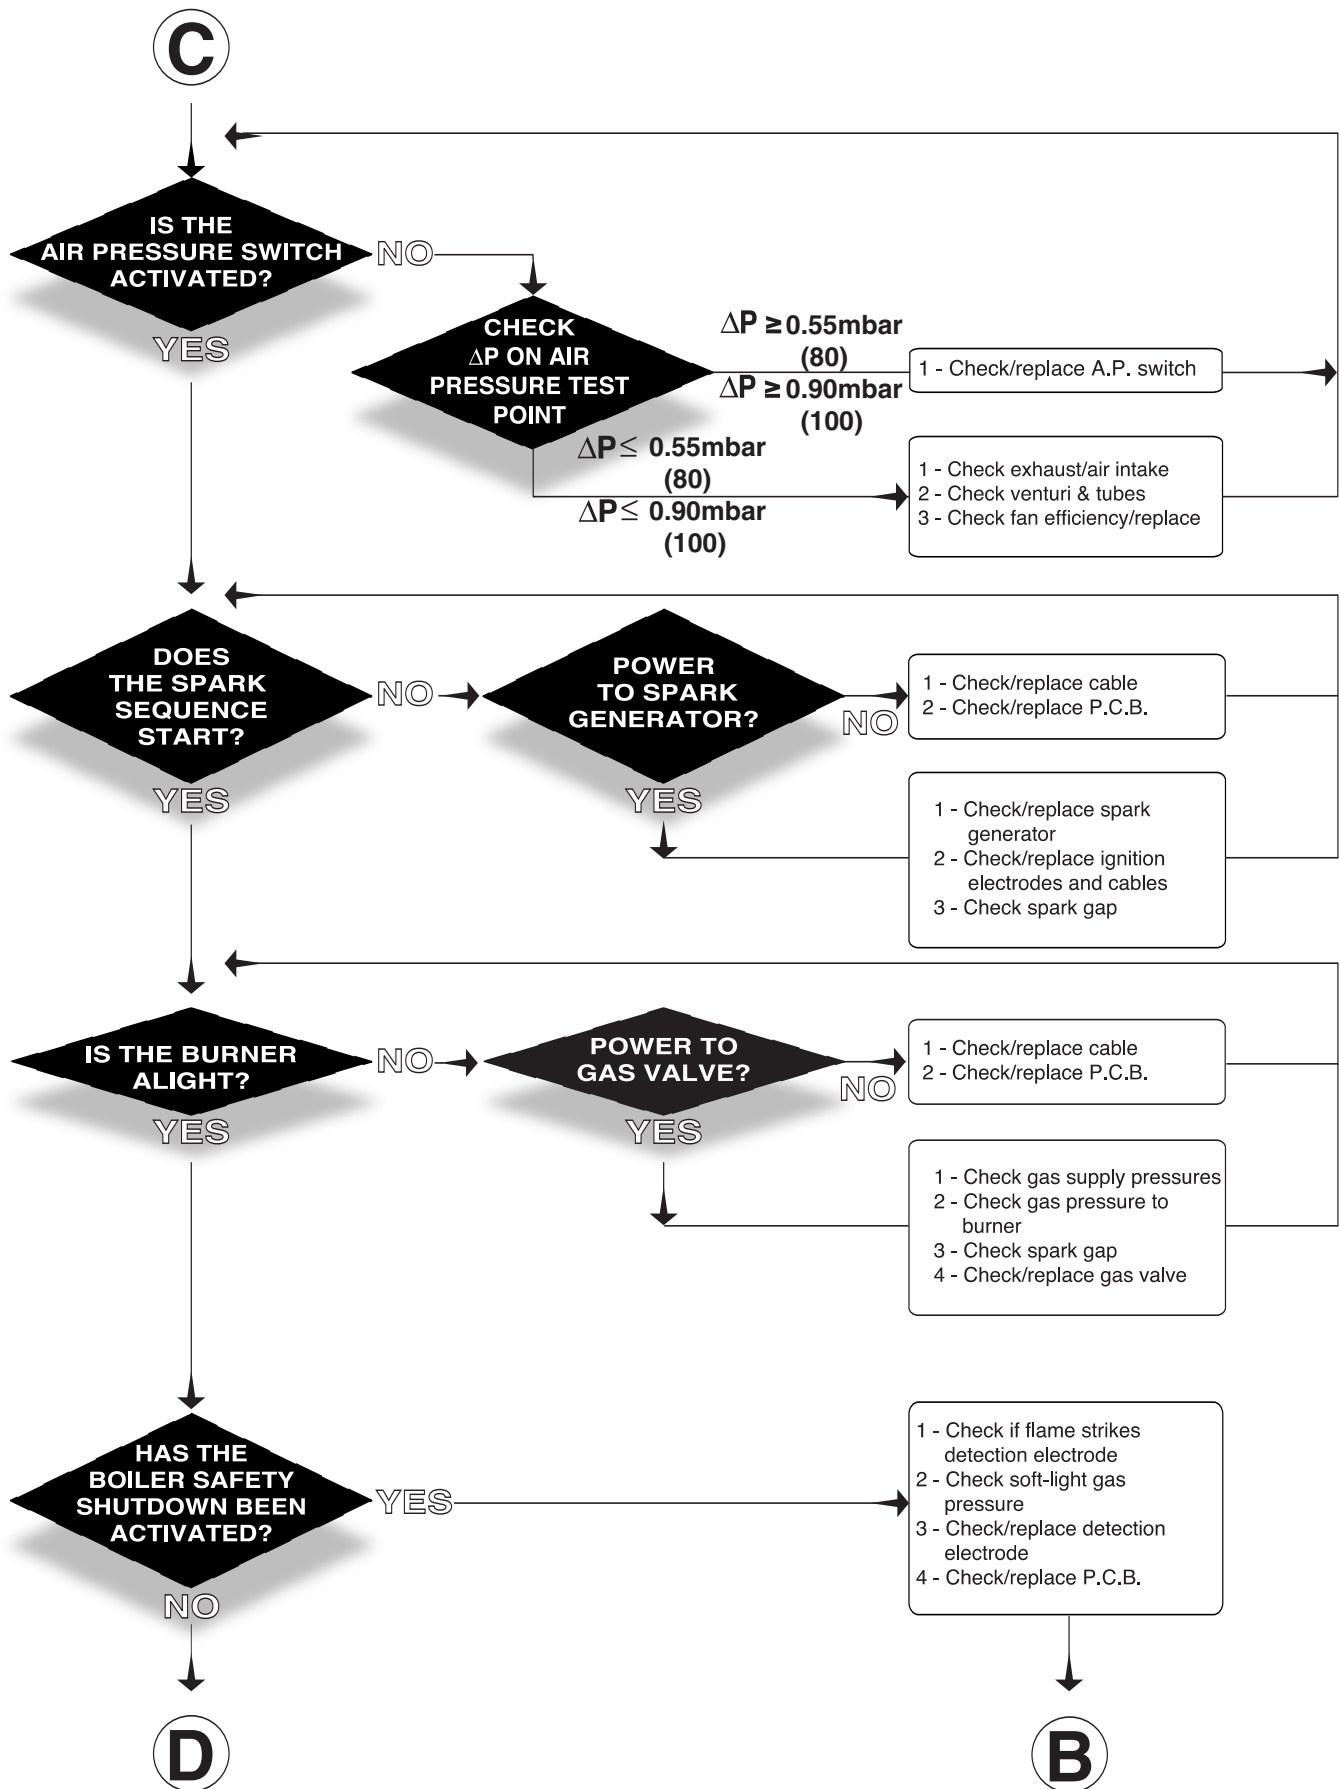 C
IS THE
AIR PRESSURE SWITCH
ACTIVATED?
NO
YES
CHECK
ΔP ON AIR
PRESSURE TEST
POINT
ΔP ≥ 0.55mbar
(80)
ΔP ≥ 0.90mbar
(100)
1 - Check/replace A.P. switch
ΔP ≤ 0.55mbar
(80)
ΔP ≤ 0.90mbar
(100)
1 - Check exhaust/air intake
2 - Check venturi & tubes
3 - Check fan efficiency/replace
DOES
THE SPARK
SEQUENCE
START?
NO
YES
POWER
TO SPARK
GENERATOR?
NO
YES
1 - Check/replace cable
2 - Check/replace P.C.B.
1 - Check/replace spark
generator
2 - Check/replace ignition
electrodes and cables
3 - Check spark gap
IS THE BURNER
ALIGHT?
NO
YES
POWER TO
GAS VALVE?
NO
YES
1 - Check/replace cable
2 - Check/replace P.C.B.
1 - Check gas supply pressures
2 - Check gas pressure to
burner
3 - Check spark gap
4 - Check/replace gas valve
HAS THE
BOILER SAFETY
SHUTDOWN BEEN
ACTIVATED?
YES
NO
1 - Check if flame strikes
detection electrode
2 - Check soft-light gas
pressure
3 - Check/replace detection
electrode
4 - Check/replace P.C.B.
D
B